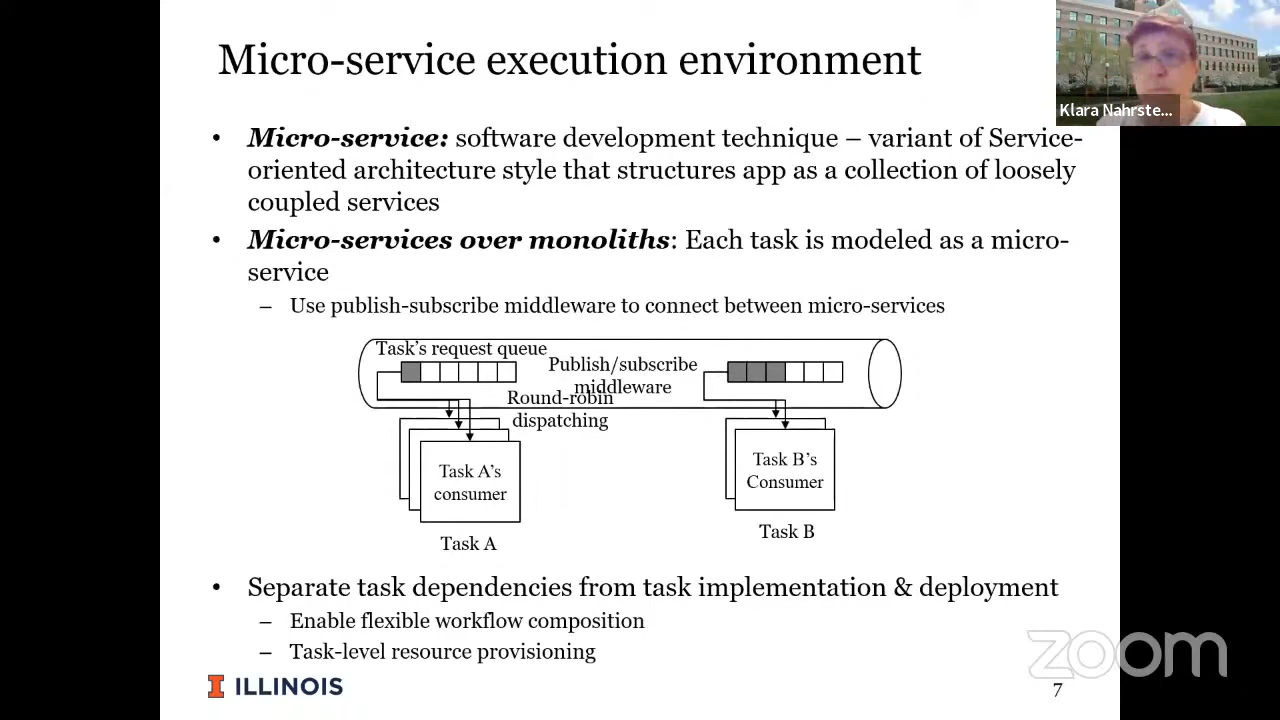 Micro-service execution environment
Klara Nahrste...
• Micro-service: software development technique – variant of Service-
oriented architecture style that structures app as a collection of loosely
coupled services
• Micro-services over monoliths: Each task is modeled as a micro-
service
– Use publish-subscribe middleware to connect between micro-services
Task's request queue
Publish/subscribe
middleware
Round-robin
dispatching
Task A's
consumer
Task A
Task B's
Consumer
Task B
• Separate task dependencies from task implementation & deployment
– Enable flexible workflow composition
– Task-level resource provisioning
zoom
I ILLINOIS
7